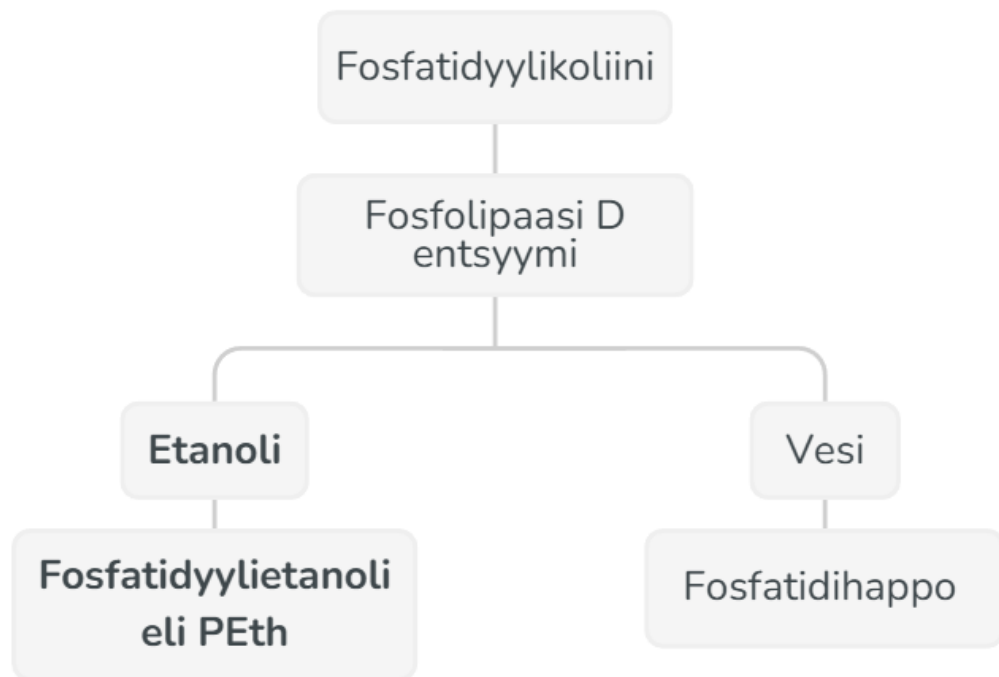 Fosfatidyylikoliini
Fosfolipaasi D
entsyymi
Etanoli
Vesi
Fosfatidyylietanoli
eli PEth
Fosfatidihappo